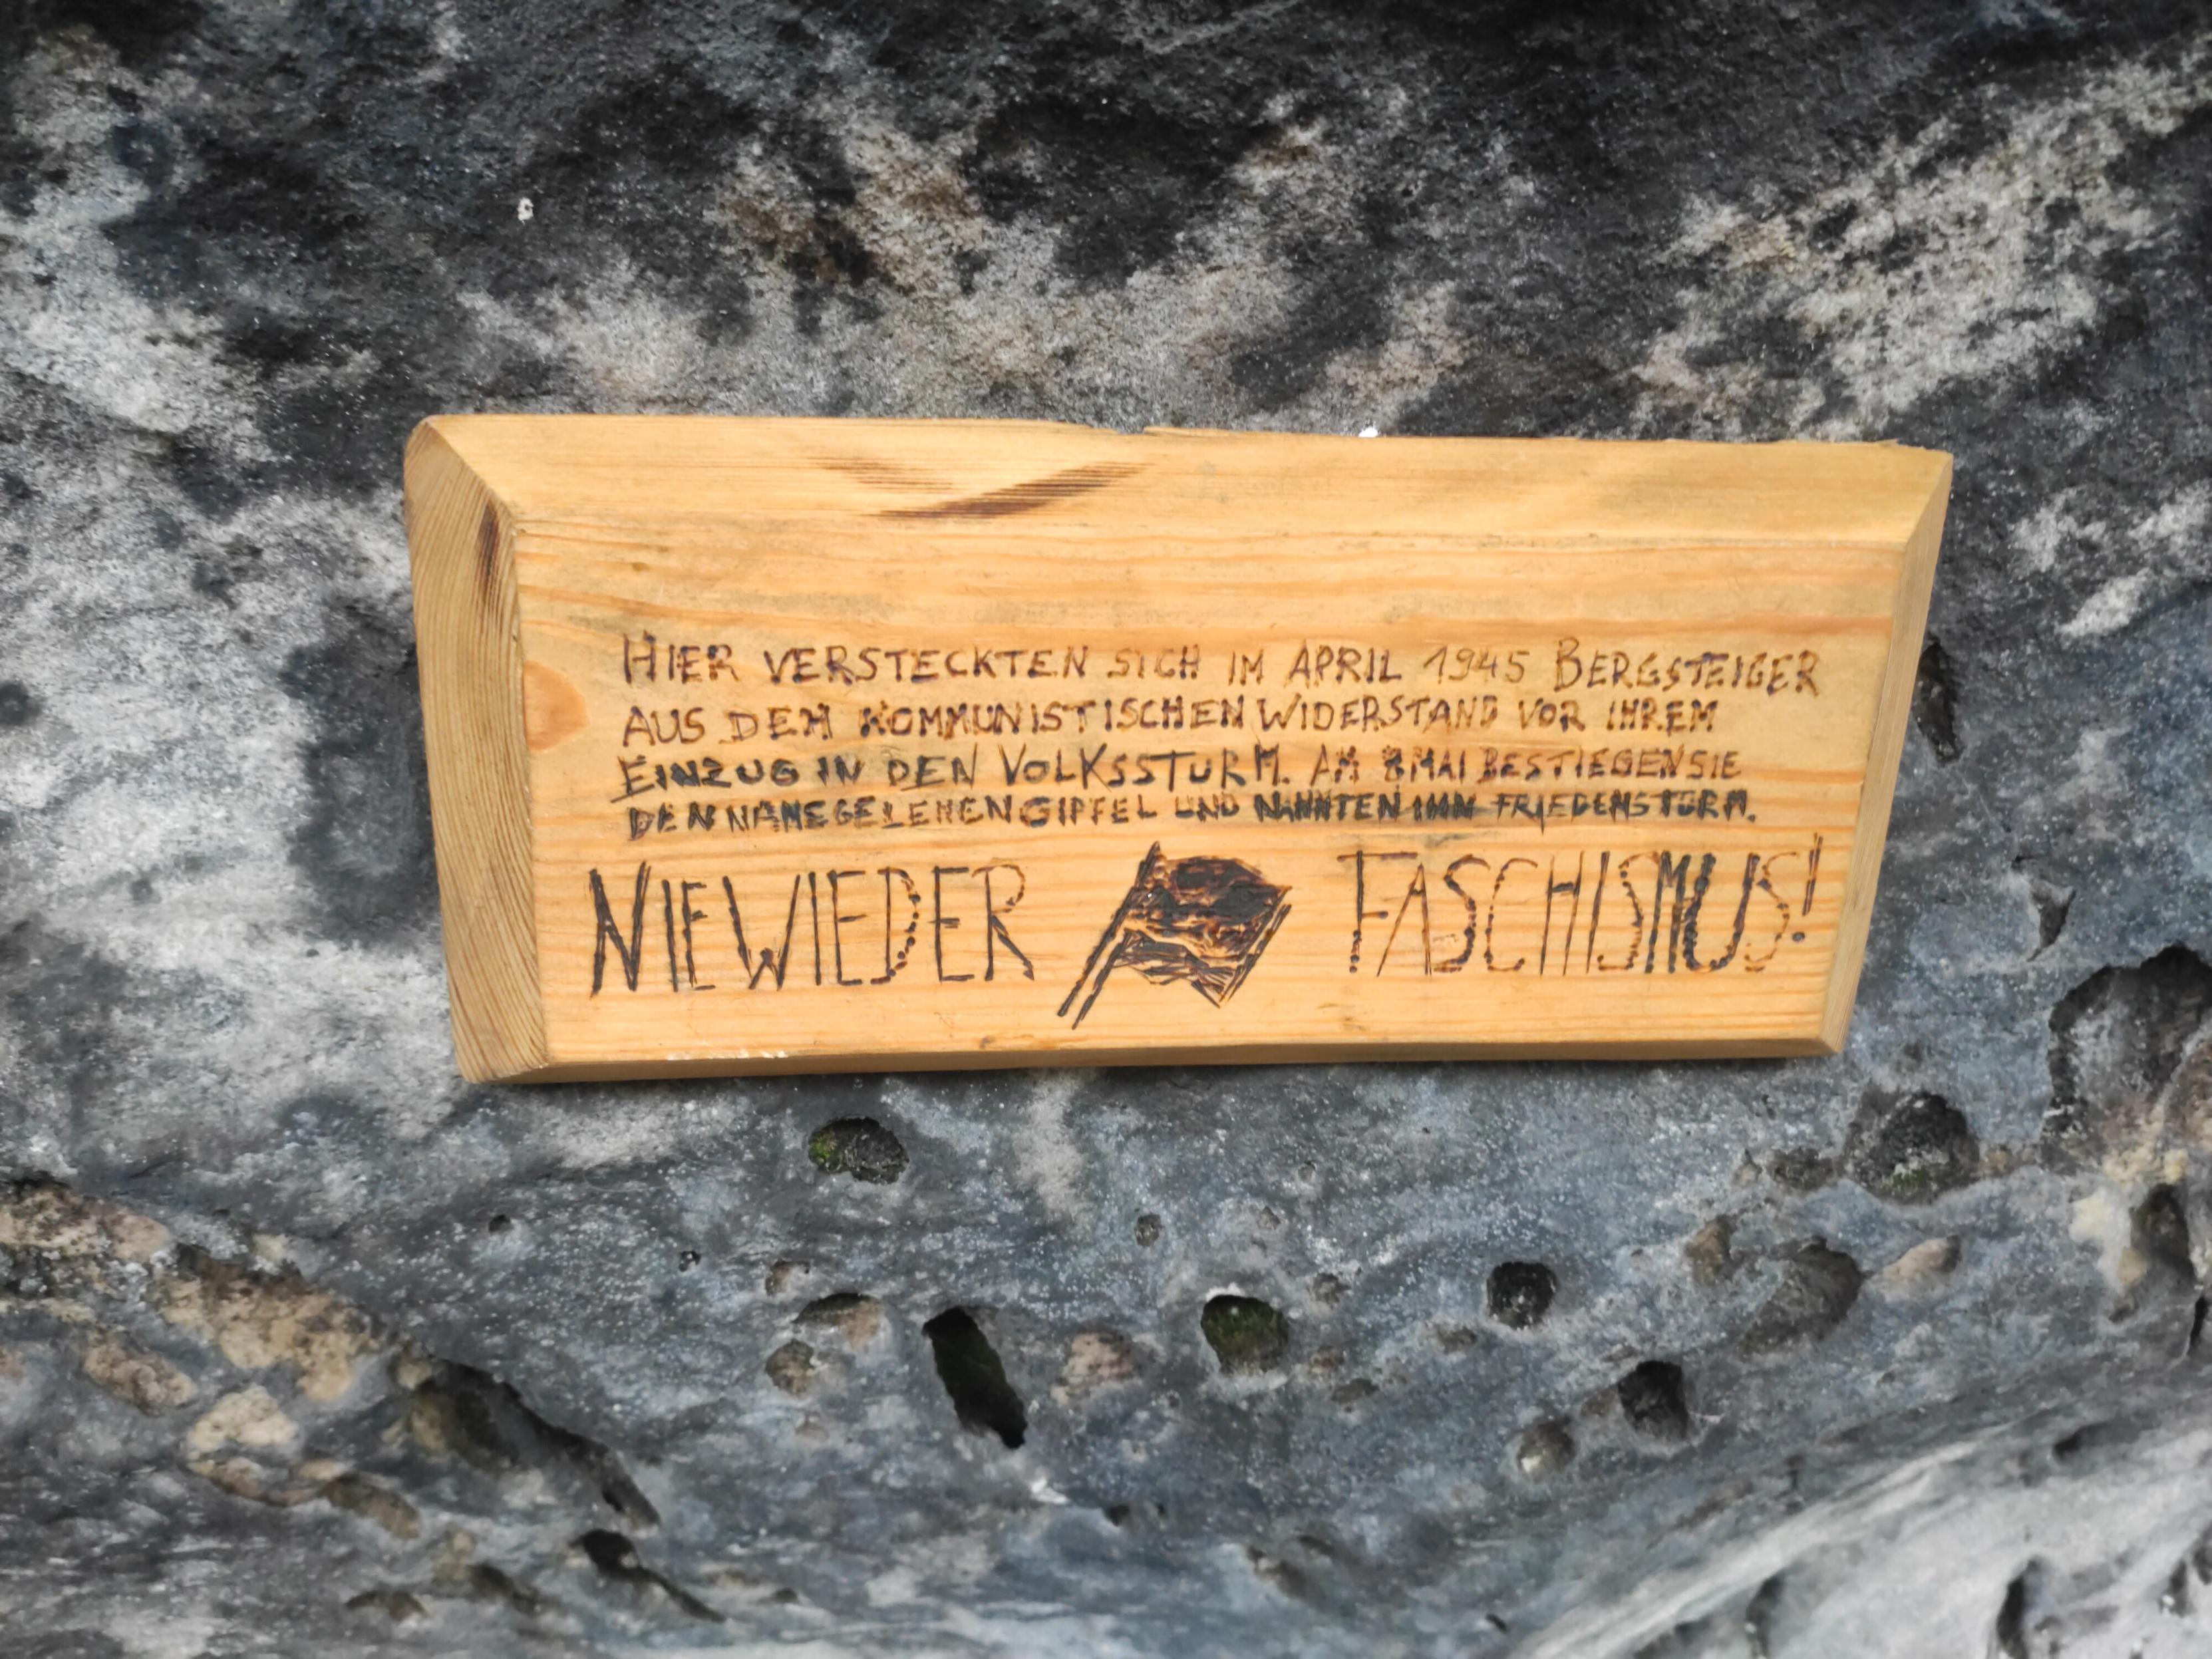 HIER VERSTECKTEN SICH IM APRIL 1945 BERGSTEIGER
AUS DEM KOMMUNISTISCHEN WIDERSTAND VOR IHREM
EINZUG IN DEN VOLKSSTURM. AM 8 MAI BESTIEGEN SIE
DEN NAHEGELEHEN GIPFEL UND NANNTEN IHN FRIEDENSTURM.
NIE WIEDER FASCHISMUS!